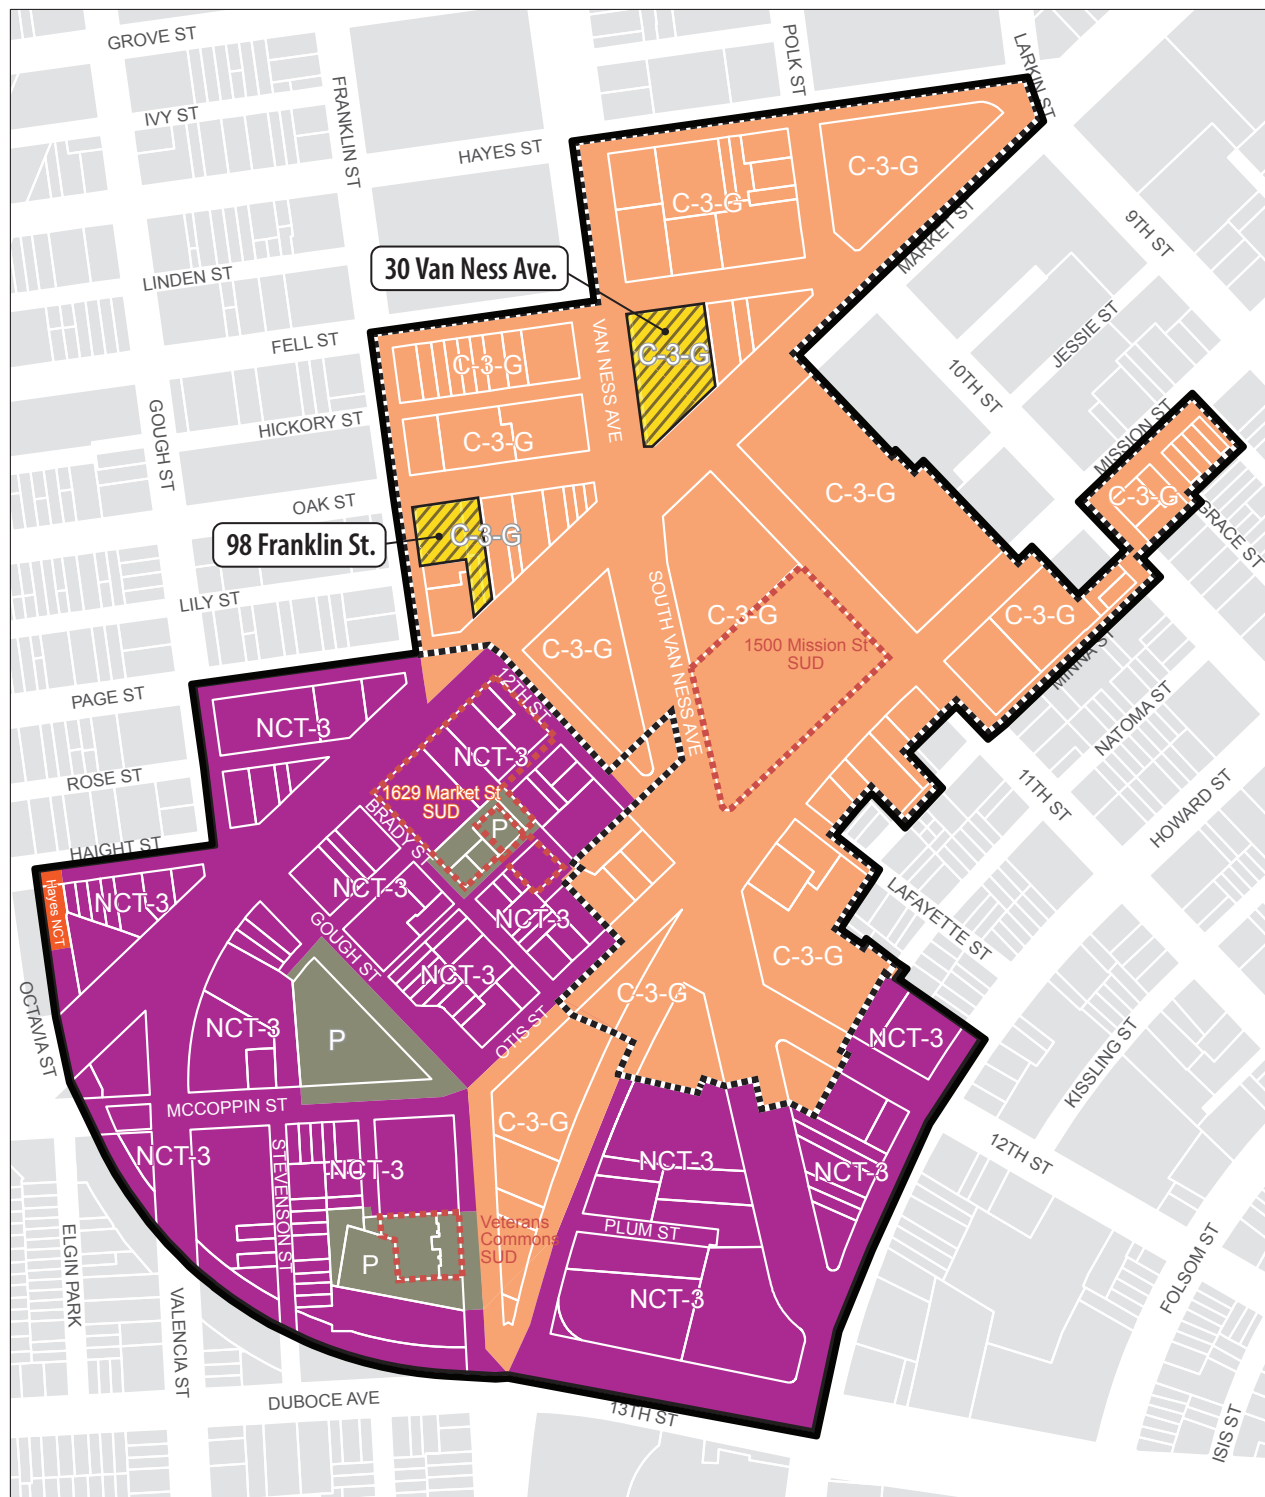 GROVE ST
POLK ST
LARKIN ST
IVY ST
FRANKLIN ST
HAYES ST
C-3-G
C-3-G
MARKET ST
9TH ST
30 Van Ness Ave.
LINDEN ST
JESSIE ST
FELL ST
VAN NESS AVE
C-3-G
C-3-G
10TH ST
GOUGH ST
HICKORY ST
C-3-G
MISSION ST
OAK ST
C-3-G
C-3-G
GRACE ST
98 Franklin St.
C-3-G
LILY ST
SOUTH VAN NESS AVE
C-3-G
C-3-G
1500 Mission St
SUD
C-3-G
MINNA ST
PAGE ST
12TH ST
NCT-3
NATOMA ST
NCT-3
ROSE ST
1629 Market St
SUD
11TH ST
HOWARD ST
BRADY ST
P
HAIGHT ST
Hayes NCT
NCT-3
NCT-3
NCT-3
LAFAYETTE ST
GOUGH ST
NCT-3
C-3-G
C-3-G
OCTAVIA ST
NCT-3
P
OTIS ST
NCT-3
KISSLING ST
MCCOPPIN ST
C-3-G
NCT-3
STEVENSON ST
NCT-3
NCT-3
NCT-3
12TH ST
ELGIN PARK
Veterans
Commons
SUD
PLUM ST
P
FOLSOM ST
VALENCIA ST
NCT-3
DUBOCE AVE
13TH ST
ISIS ST